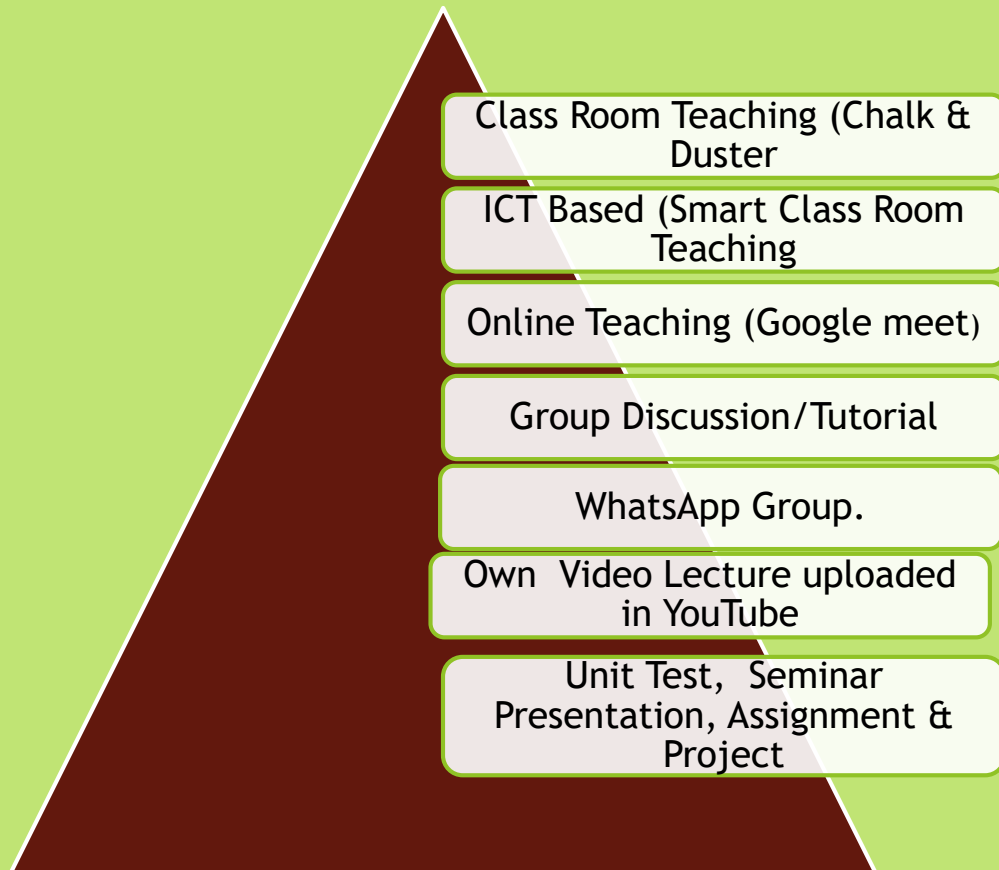 Class Room Teaching (Chalk &
Duster
ICT Based (Smart Class Room
Teaching
Online Teaching (Google meet)
Group Discussion/Tutorial
WhatsApp Group.
Own  Video Lecture uploaded
in YouTube
Unit Test,  Seminar
Presentation, Assignment &
Project